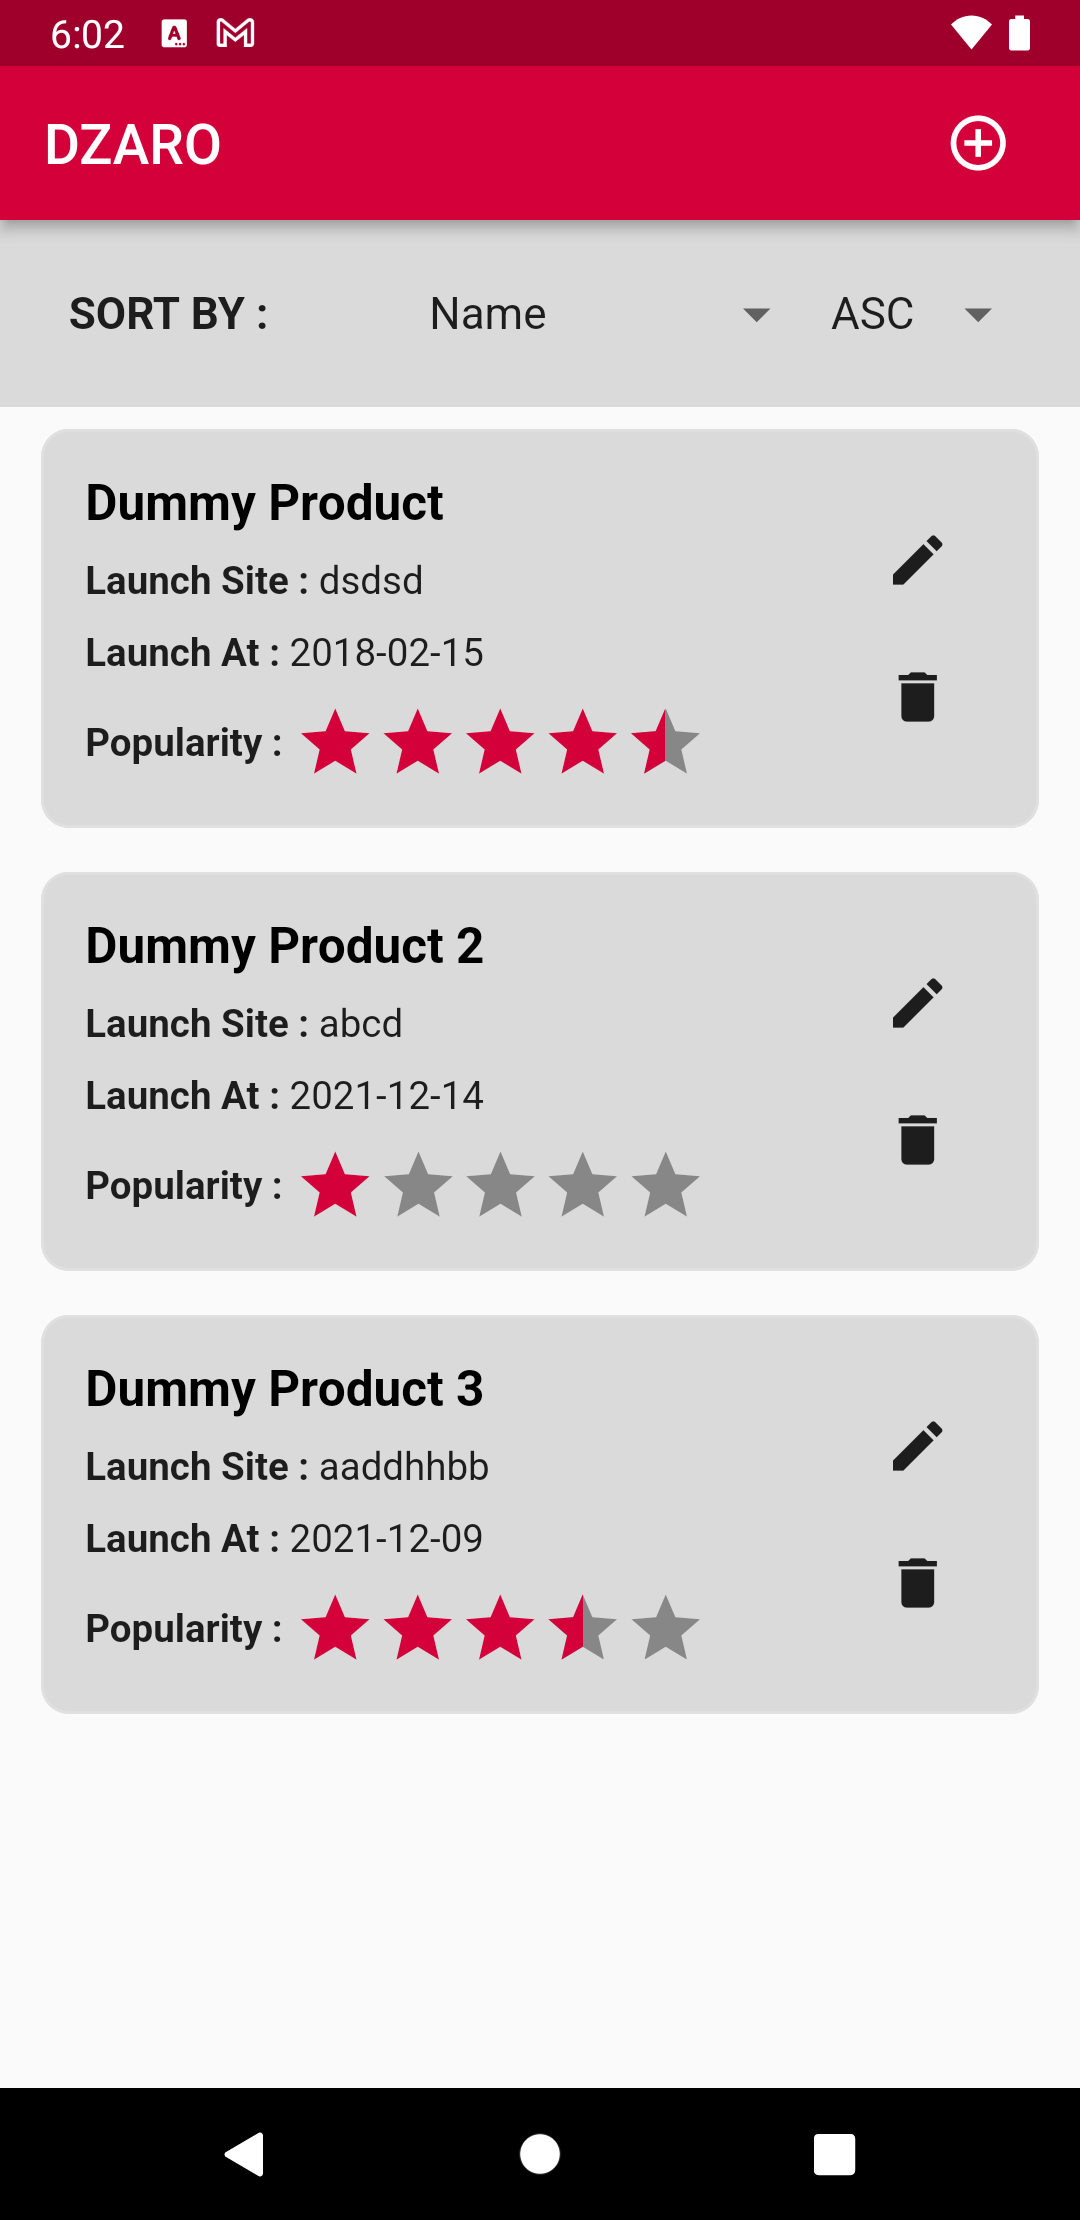 6:02
DZARO
SORT BY : Name ASC
Dummy Product
Launch Site : dsdsd
Launch At : 2018-02-15
Popularity :
Dummy Product 2
Launch Site : abcd
Launch At : 2021-12-14
Popularity :
Dummy Product 3
Launch Site : aaddhhbb
Launch At : 2021-12-09
Popularity :